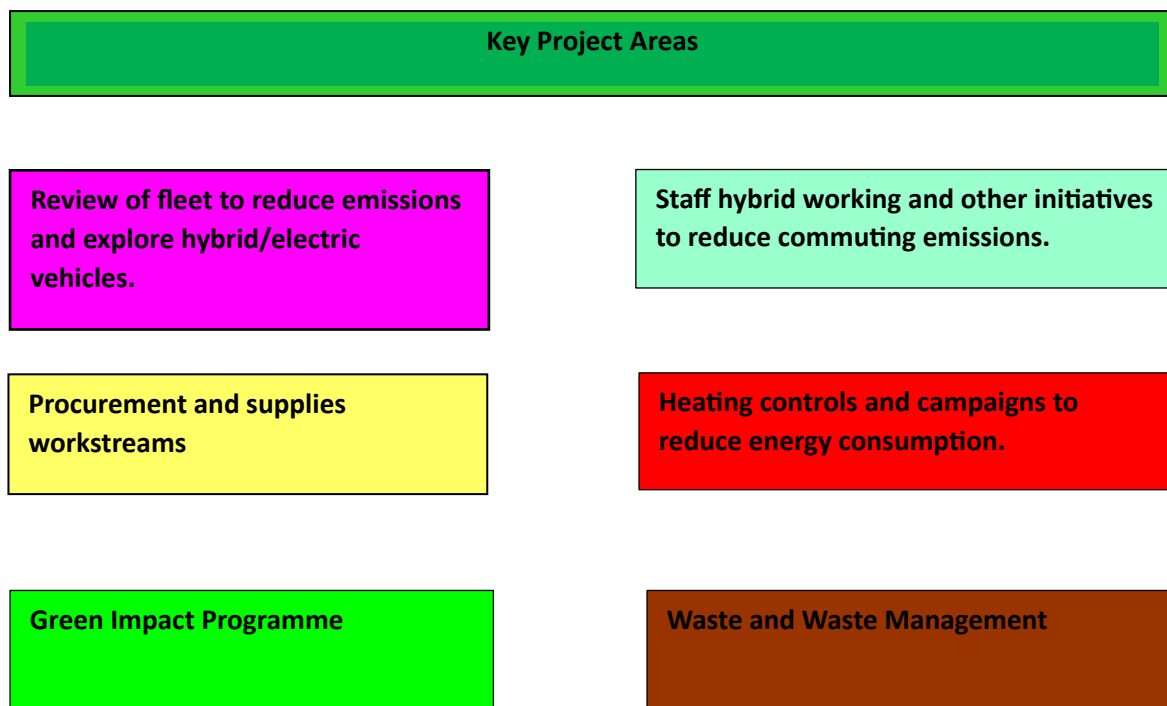 Key Project Areas
Review of fleet to reduce emissions
and explore hybrid/electric
vehicles.
Staff hybrid working and other initiatives
to reduce commuting emissions.
Procurement and supplies
workstreams
Heating controls and campaigns to
reduce energy consumption.
Green Impact Programme
Waste and Waste Management